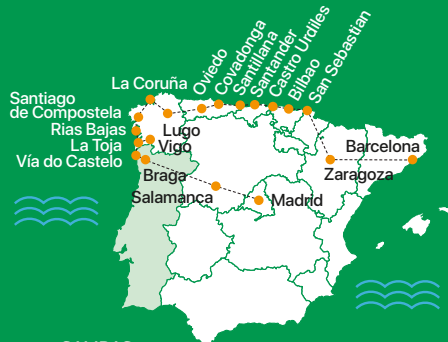 Oviedo
Covadonga
Santillana
Santander
Castro Urdiles
Bilbao
San Sebastian
La Coruña
Santiago
de Compostela
Rias Bajas
La Toja
Vía do Castelo
Lugo
Vigo
Braga
Salamanca
Madrid
Zaragoza
Barcelona